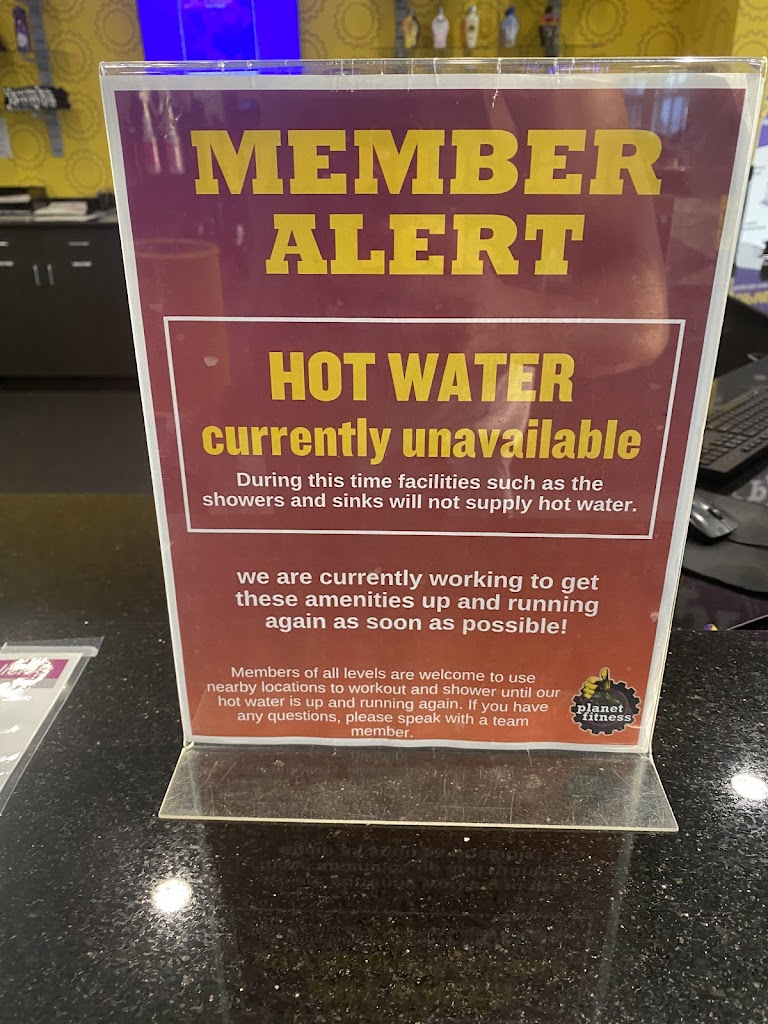 MEMBER
ALERT
HOT WATER
currently unavailable
During this time facilities such as the
showers and sinks will not supply hot water.
we are currently working to get
these amenities up and running
again as soon as possible!
Members of all levels are welcome to use
nearby locations to workout and shower until our
hot water is up and running again. If you have
any questions, please speak with a team
member.
planet
fitness